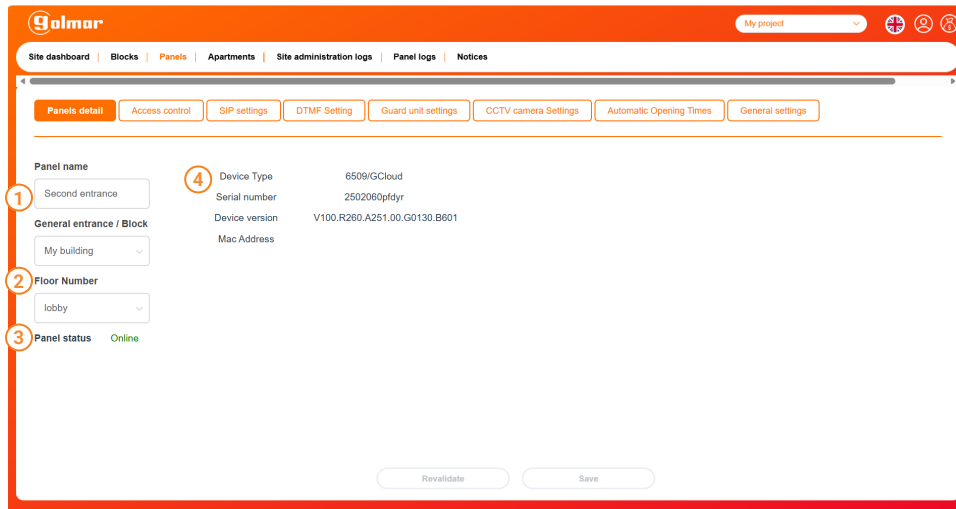 golmar
My project
Site dashboard | Blocks | Panels | Apartments | Site administration logs | Panel logs | Notices
Panels detail Access control SIP settings DTMF Setting Guard unit settings CCTV camera Settings Automatic Opening Times General settings
Panel name
1 Second entrance
General entrance / Block
My building
2 Floor Number
lobby
3 Panel status Online
4 Device Type 6509/GCloud
Serial number 2502060pfdyr
Device version V100.R260.A251.00.G0130.B601
Mac Address
Revalidate Save